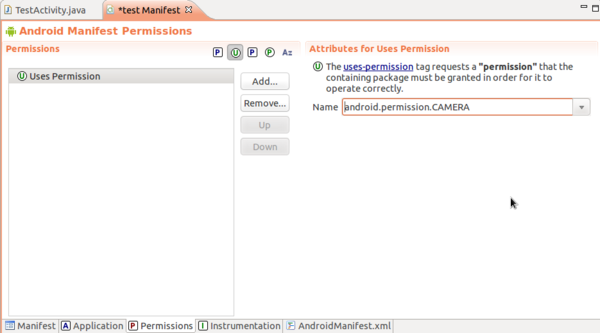 TestActivity.java
*test Manifest
Android Manifest Permissions
Permissions
P U P P Az
Attributes for Uses Permission
U Uses Permission
Add...
Remove...
Up
Down
U The uses-permission tag requests a "permission" that the
containing package must be granted in order for it to
operate correctly.
Name android.permission.CAMERA
Manifest A Application P Permissions I Instrumentation AndroidManifest.xml